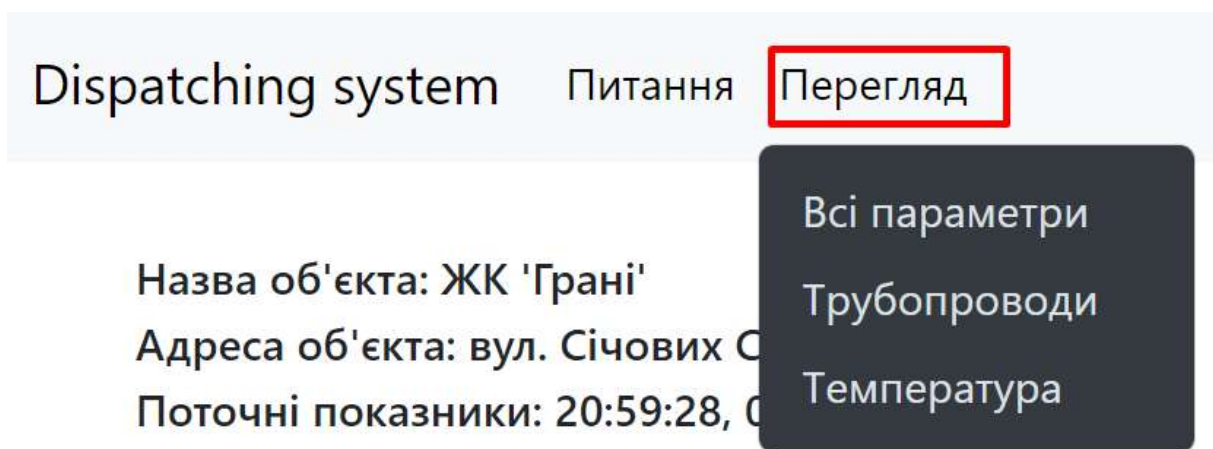 Dispatching system Питання Перегляд
Всі параметри
Трубопроводи
Температура
Назва об'єкта: ЖК 'Грані'
Адреса об'єкта: вул. Січових
Поточні показники: 20:59:28,